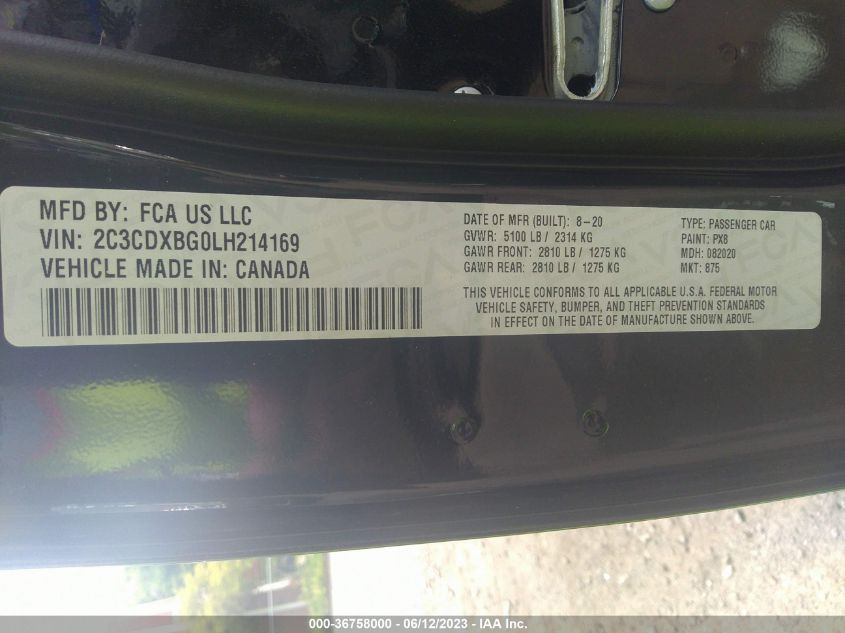 MFD BY: FCA US LLC
VIN: 2C3CDXBG0LH214169
VEHICLE MADE IN: CANADA
DATE OF MFR (BUILT): 8-20
GVWR: 5100 LB / 2314 KG
GAWR FRONT: 2810 LB / 1275 KG
GAWR REAR: 2810 LB / 1275 KG
TYPE: PASSENGER CAR
PAINT: PX8
MDH: 082020
MKT: 875
THIS VEHICLE CONFORMS TO ALL APPLICABLE U.S.A. FEDERAL MOTOR
VEHICLE SAFETY, BUMPER, AND THEFT PREVENTION STANDARDS
IN EFFECT ON THE DATE OF MANUFACTURE SHOWN ABOVE.
000-36758000 - 06/12/2023 - IAA Inc.